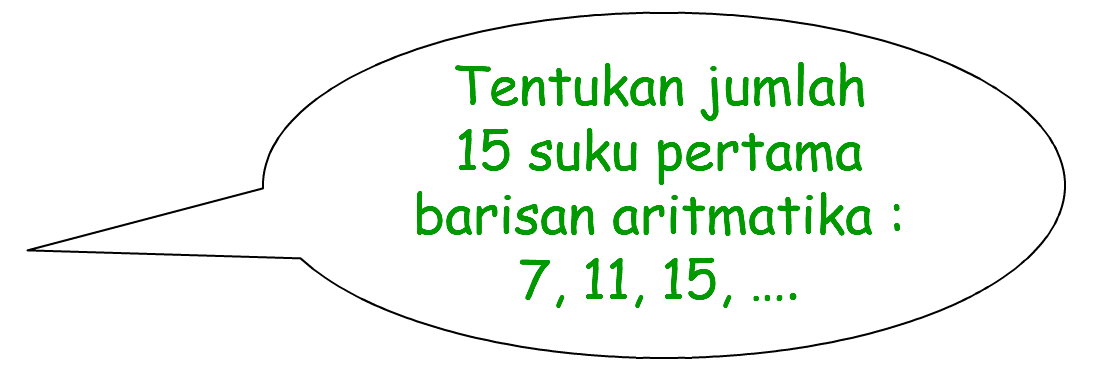 Tentukan jumlah
15 suku pertama
barisan aritmatika :
7, 11, 15, ....